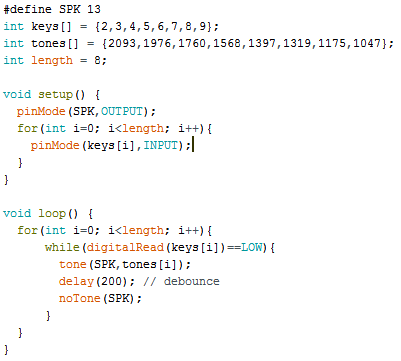 #define SPK 13
int keys[] = {2,3,4,5,6,7,8,9};
int tones[] = {2093,1976,1760,1568,1397,1319,1175,1047};
int length = 8;

void setup() {
  pinMode(SPK,OUTPUT);
  for(int i=0; i<length; i++){
    pinMode(keys[i],INPUT);
  }
}

void loop() {
  for(int i=0; i<length; i++){
      while(digitalRead(keys[i])==LOW){
        tone(SPK,tones[i]);
        delay(200); // debounce
        noTone(SPK);
      }
  }
}